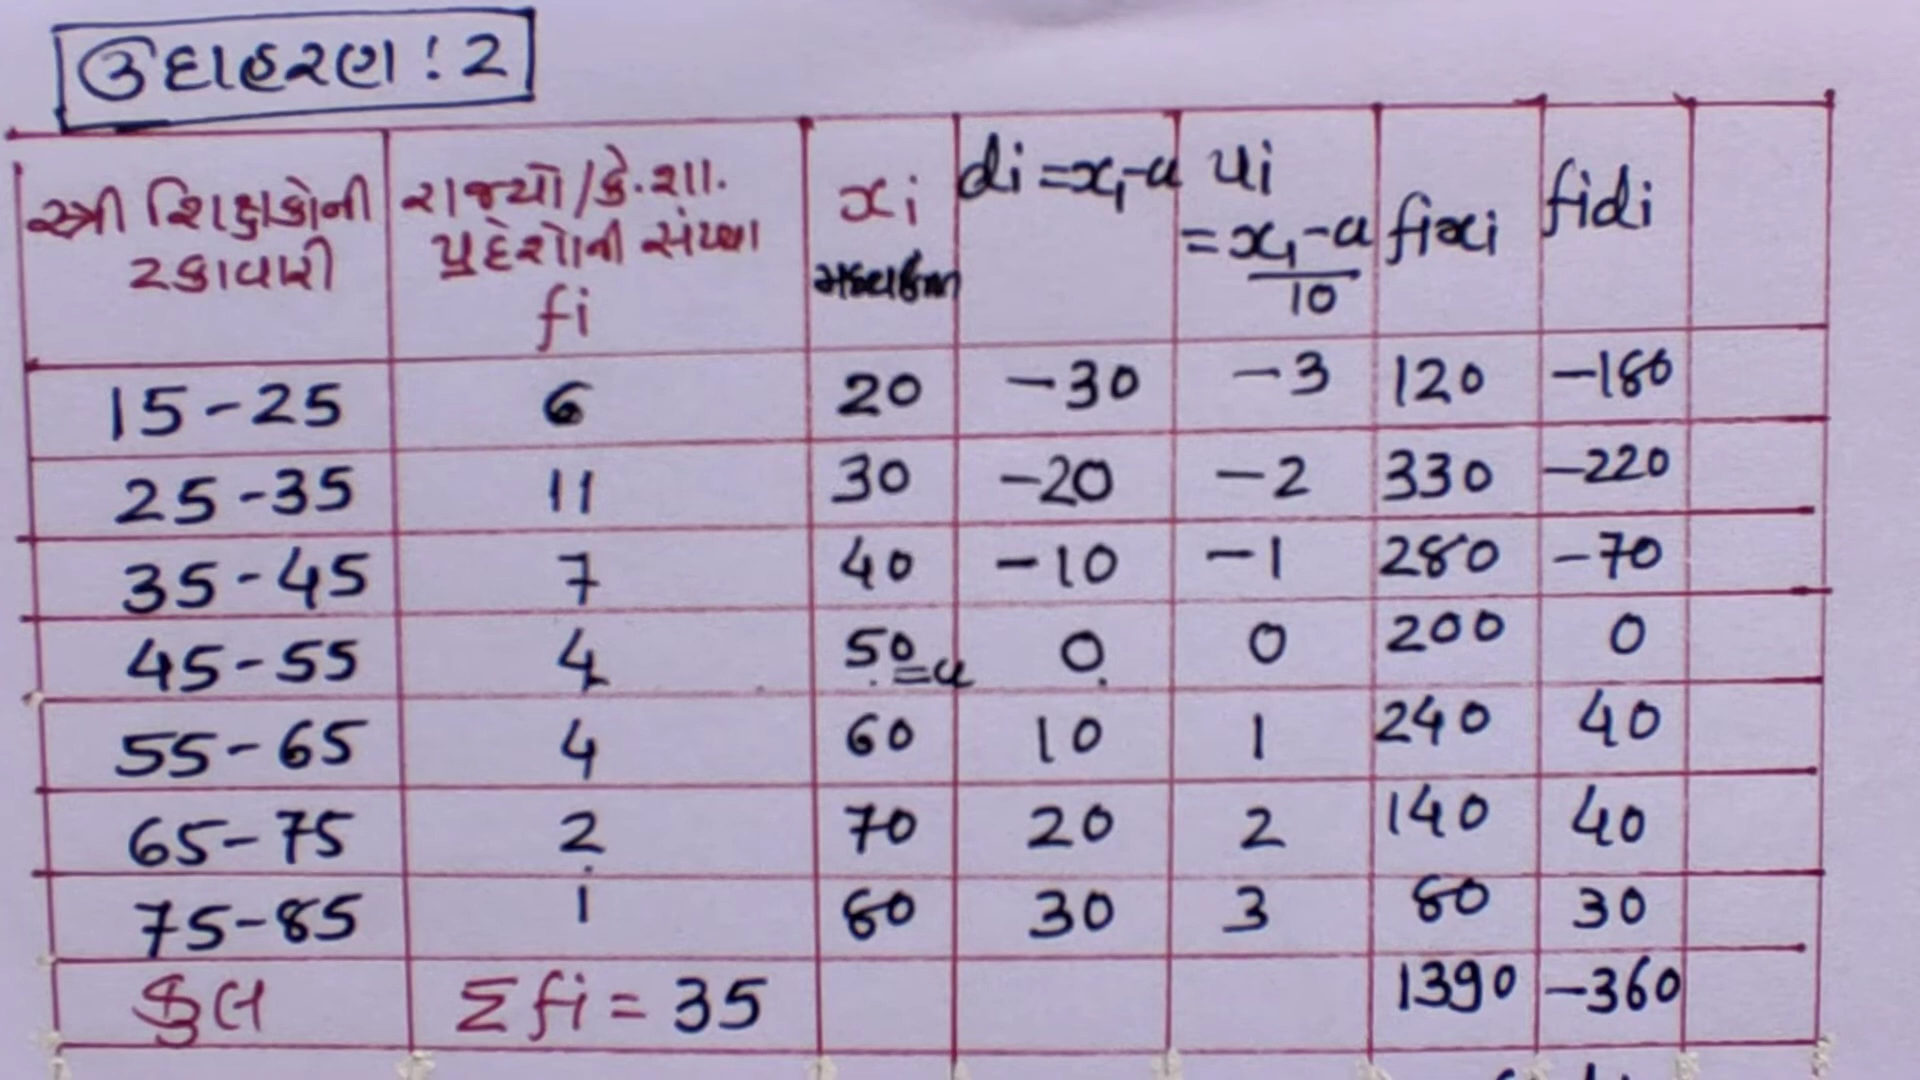 ઉદાહરણ : 2
સ્ત્રી શિક્ષકોની ટકાવારી | રાજ્યો/કે.શા. પ્રદેશોની સંખ્યા fi | xi મધ્યકિંમત | di = xi-a | ui = xi-a / 10 | fixi | fidi
15-25 6 20 -30 -3 120 -180
25-35 11 30 -20 -2 330 -220
35-45 7 40 -10 -1 280 -70
45-55 4 50=a 0 0 200 0
55-65 4 60 10 1 240 40
65-75 2 70 20 2 140 40
75-85 1 80 30 3 80 30
કુલ Σfi = 35 1390 -360